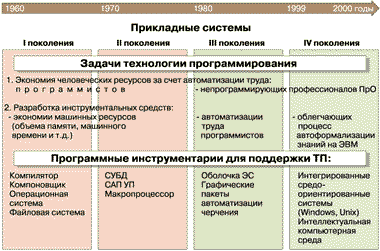 1960 1970 1980 1999 2000 годы
Прикладные системы
I поколения II поколения III поколения IV поколения
Задачи технологии программирования
1. Экономия человеческих ресурсов за счет автоматизации труда:
программистов - непрограммирующих профессионалов ПрО
2. Разработка инструментальных средств:
- экономии машинных ресурсов
(объема памяти, машинного
времени и т.д.)
- автоматизации
труда
программистов
- облегчающих
процесс
автоформализации
знаний на ЭВМ
Программные инструментарии для поддержки ТП:
Компилятор
Компоновщик
Операционная
система
Файловая система
СУБД
САП УП
Макропроцессор
Оболочка ЭС
Графические
пакеты
автоматизации
черчения
Интегрированные
средо-
ориентированные
системы
(Windows, Unix)
Интеллектуальная
компьютерная
среда